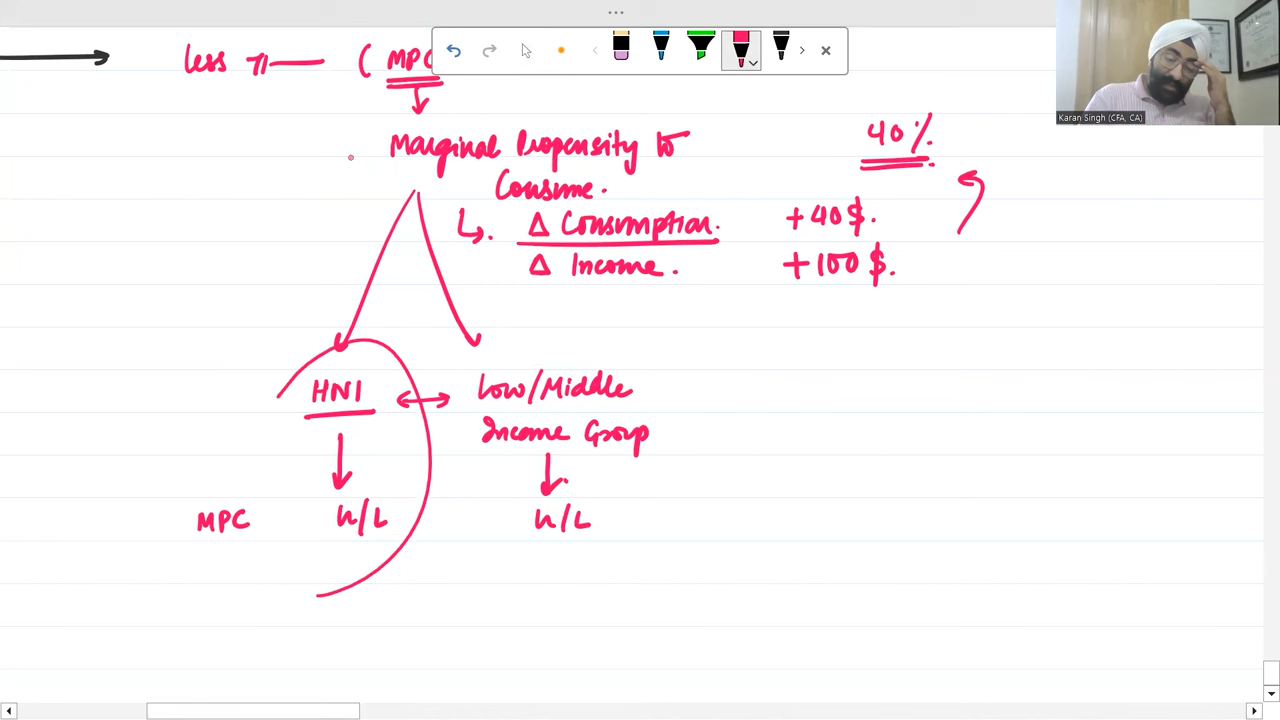 less ( MPC
Marginal Propensity to
Consume.
Δ Consumption.
Δ Income.
40%.
+40$.
+100$.
HNI
Low/Middle
Income Group
MPC
H/L
H/L
Karan Singh (CFA, CA)